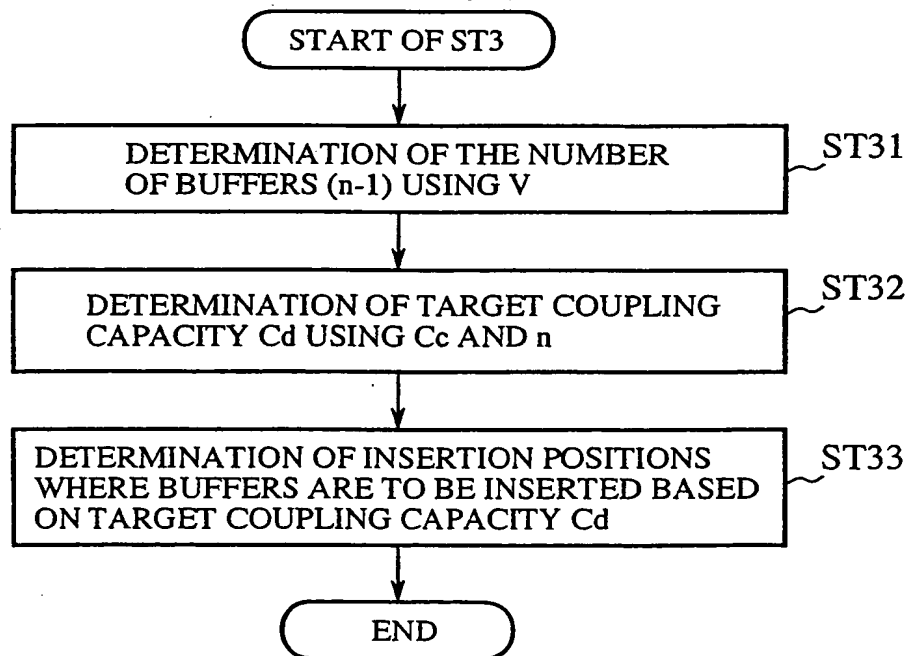 START OF ST3
DETERMINATION OF THE NUMBER
OF BUFFERS (n-1) USING V
ST31
DETERMINATION OF TARGET COUPLING
CAPACITY Cd USING Cc AND n
ST32
DETERMINATION OF INSERTION POSITIONS
WHERE BUFFERS ARE TO BE INSERTED BASED
ON TARGET COUPLING CAPACITY Cd
ST33
END